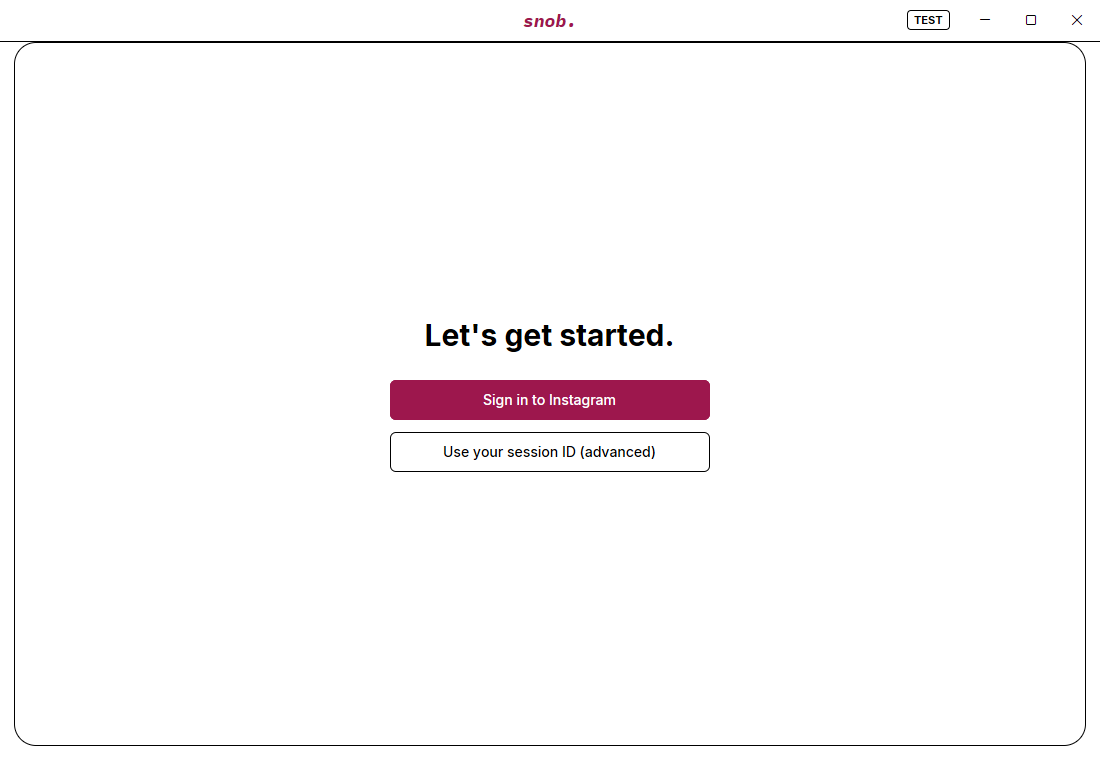 snob.
TEST
Let's get started.
Sign in to Instagram
Use your session ID (advanced)